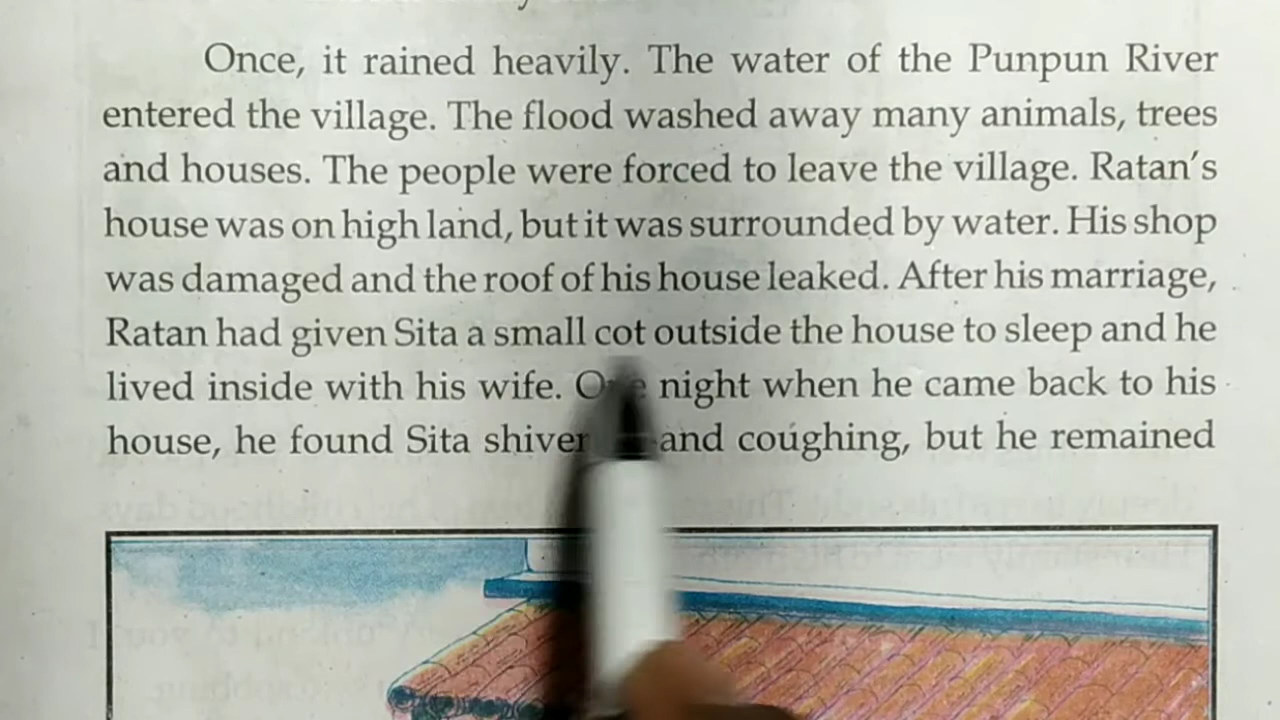 Once, it rained heavily. The water of the Punpun River
entered the village. The flood washed away many animals, trees
and houses. The people were forced to leave the village. Ratan's
house was on high land, but it was surrounded by water. His shop
was damaged and the roof of his house leaked. After his marriage,
Ratan had given Sita a small cot outside the house to sleep and he
lived inside with his wife. One night when he came back to his
house, he found Sita and coughing, but he remained